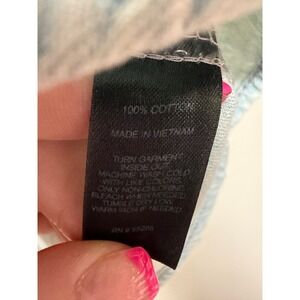 100% COTTON
MADE IN VIETNAM
TURN GARMENT
INSIDE OUT
MACHINE WASH COLD
WITH LIKE COLORS
ONLY NON-CHLORINE
BLEACH WHEN NEEDED
TUMBLE DRY LOW
WARM IRON IF NEEDED
RN #